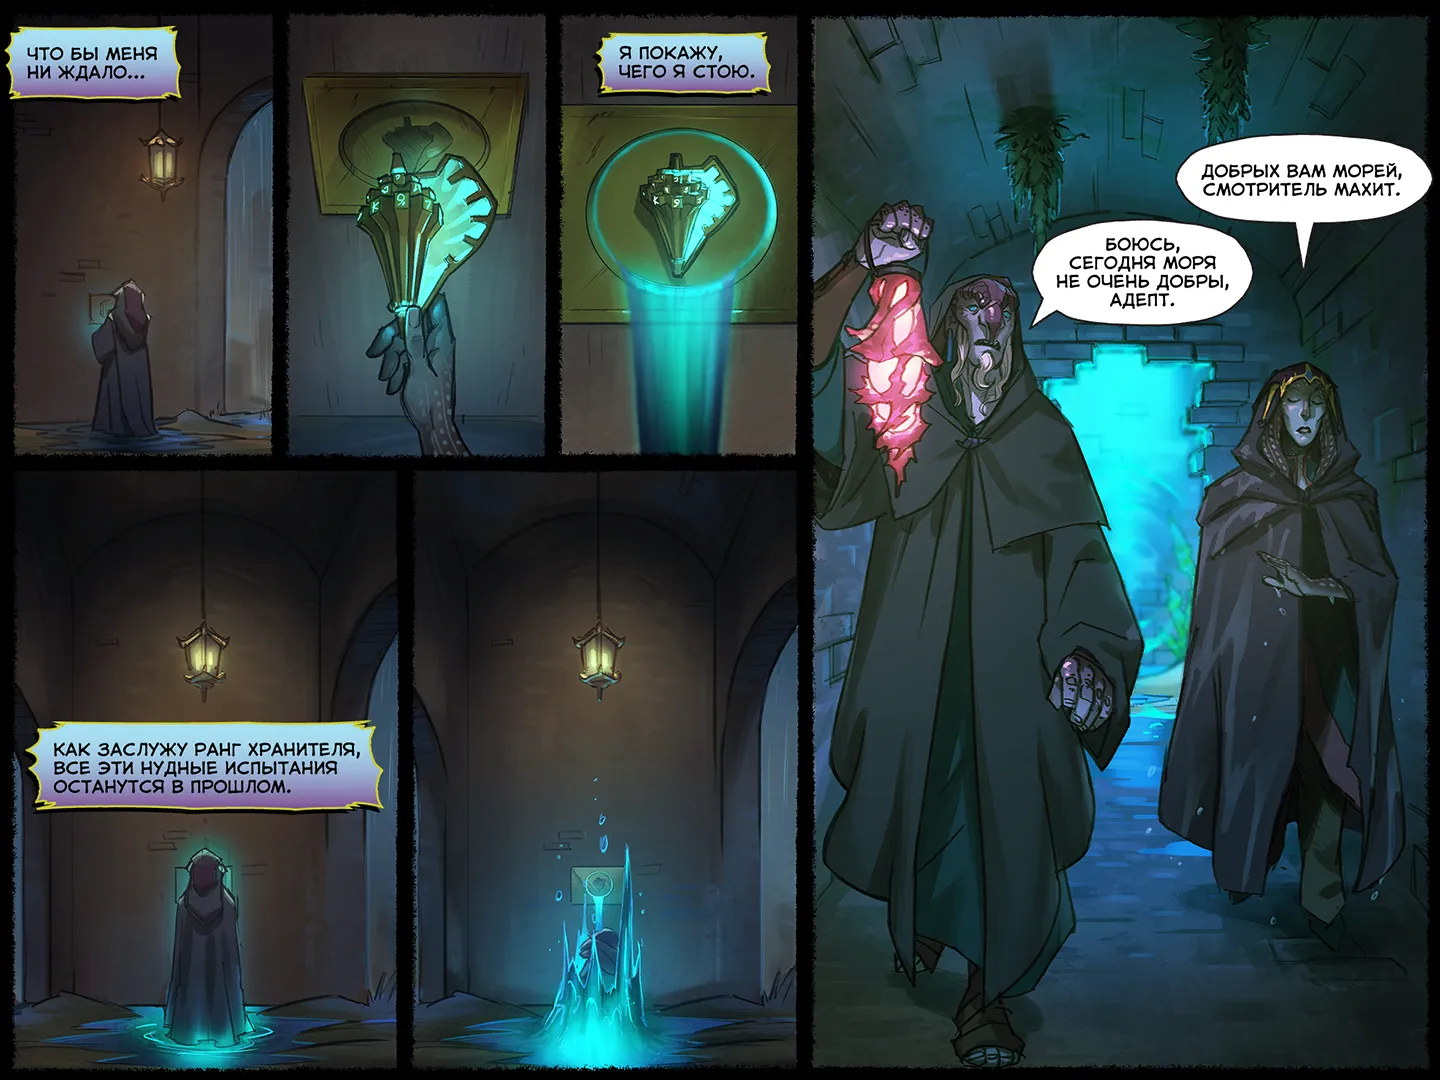 ЧТО БЫ МЕНЯ
НИ ЖДАЛО...
Я ПОКАЖУ,
ЧЕГО Я СТОЮ.
КАК ЗАСЛУЖУ РАНГ ХРАНИТЕЛЯ,
ВСЕ ЭТИ НУДНЫЕ ИСПЫТАНИЯ
ОСТАНУТСЯ В ПРОШЛОМ.
ДОБРЫХ ВАМ МОРЕЙ,
СМОТРИТЕЛЬ МАХИТ.
БОЮСЬ,
СЕГОДНЯ МОРЯ
НЕ ОЧЕНЬ ДОБРЫ,
АДЕПТ.